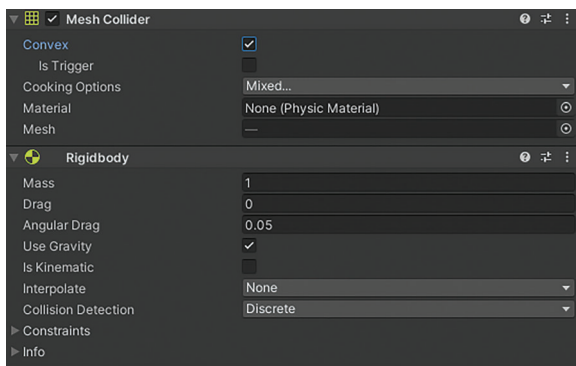 Mesh Collider
Convex
Is Trigger
Cooking Options Mixed...
Material None (Physic Material)
Mesh —
Rigidbody
Mass 1
Drag 0
Angular Drag 0.05
Use Gravity
Is Kinematic
Interpolate None
Collision Detection Discrete
Constraints
Info